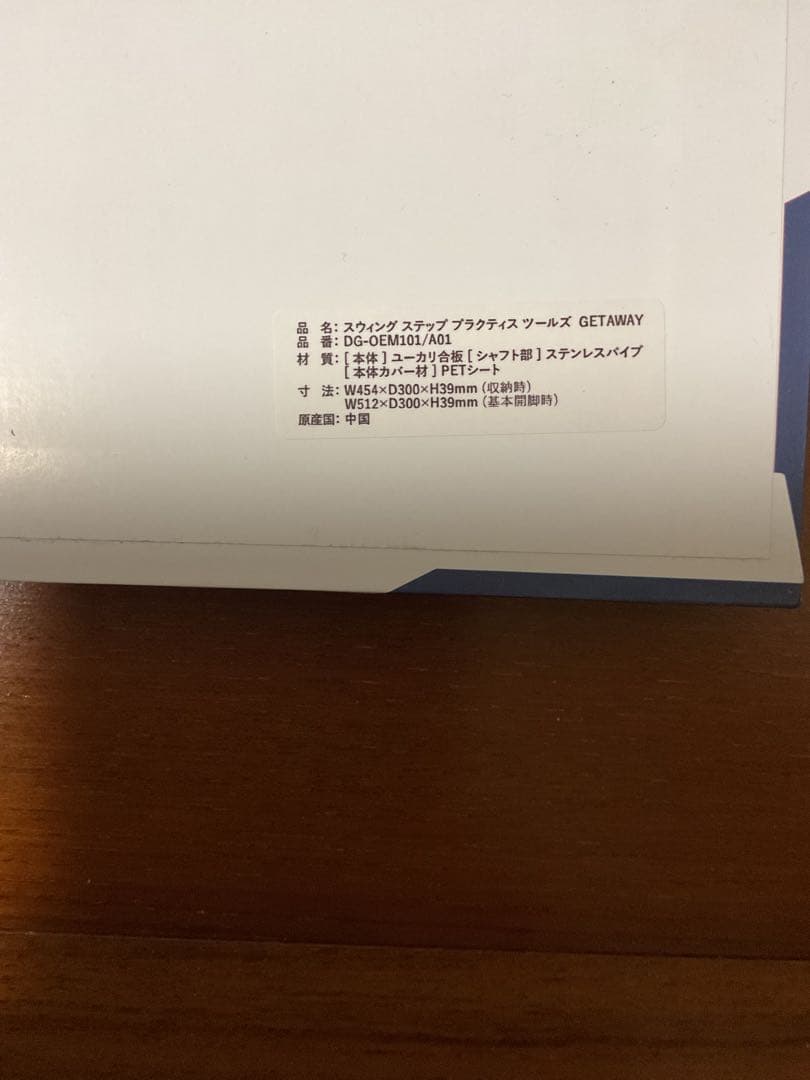 品 名: スウィング ステップ プラクティス ツールズ GETAWAY
品 番: DG-OEM101/A01
材 質: [ 本体 ] ユーカリ合板 [ シャフト部 ] ステンレスパイプ
[ 本体カバー材 ] PETシート
寸 法: W454×D300×H39mm (収納時)
W512×D300×H39mm (基本開脚時)
原産国: 中国